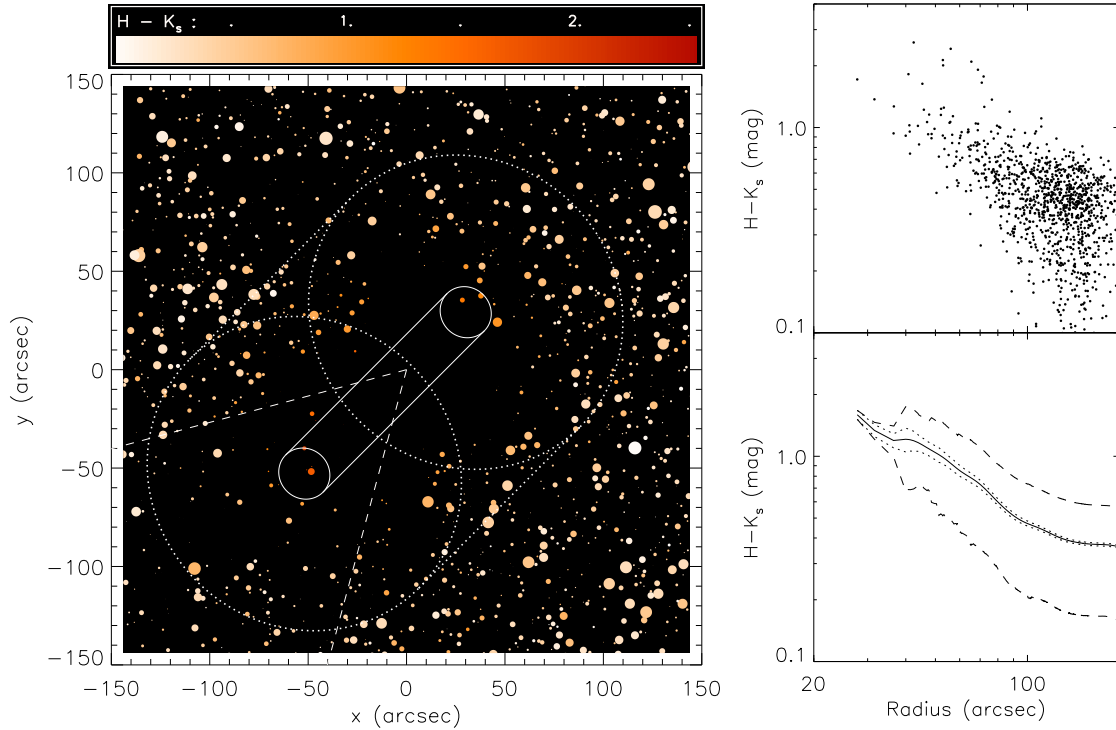 H − Ks : . 1. . 2. .
150
100
50
0
−50
−100
−150
−150 −100 −50 0 50 100 150
x (arcsec)
y (arcsec)
H−Ks (mag)
1.0
0.1
H−Ks (mag)
1.0
0.1
20 100
Radius (arcsec)